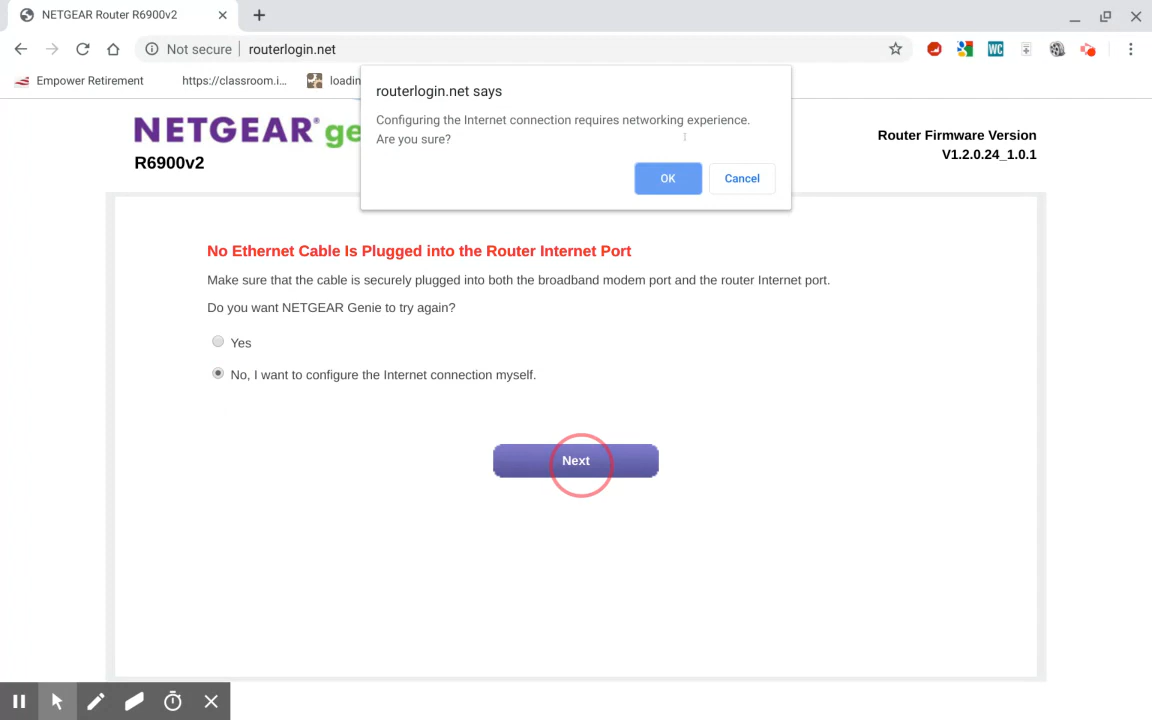 NETGEAR Router R6900v2
Not secure
routerlogin.net
WC
Empower Retirement
https://classroom.i...
loadin
routerlogin.net says
Configuring the Internet connection requires networking experience.
Are you sure?
OK
Cancel
NETGEAR® ge
R6900v2
Router Firmware Version
V1.2.0.24_1.0.1
No Ethernet Cable Is Plugged into the Router Internet Port
Make sure that the cable is securely plugged into both the broadband modem port and the router Internet port.
Do you want NETGEAR Genie to try again?
Yes
No, I want to configure the Internet connection myself.
Next